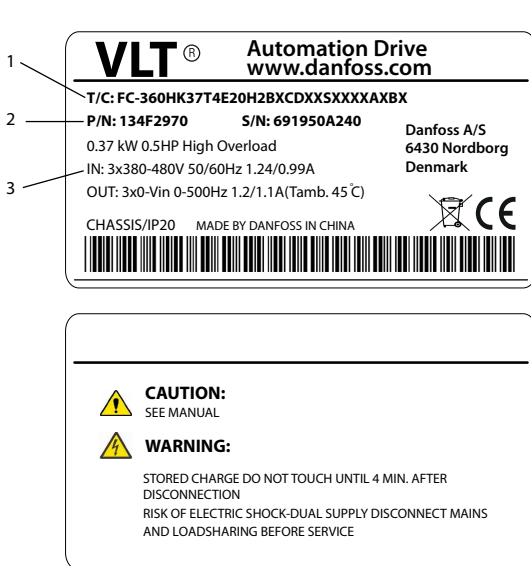 VLT ®
Automation Drive
www.danfoss.com
1
T/C: FC-360HK37T4E20H2BXCDXXSXXXXAXBX
2
P/N: 134F2970 S/N: 691950A240
0.37 kW 0.5HP High Overload
3
IN: 3x380-480V 50/60Hz 1.24/0.99A
OUT: 3x0-Vin 0-500Hz 1.2/1.1A(Tamb. 45 ℃)
Danfoss A/S
6430 Nordborg
Denmark
CHASSIS/IP20 MADE BY DANFOSS IN CHINA
CE
CAUTION:
SEE MANUAL
WARNING:
STORED CHARGE DO NOT TOUCH UNTIL 4 MIN. AFTER
DISCONNECTION
RISK OF ELECTRIC SHOCK-DUAL SUPPLY DISCONNECT MAINS
AND LOADSHARING BEFORE SERVICE